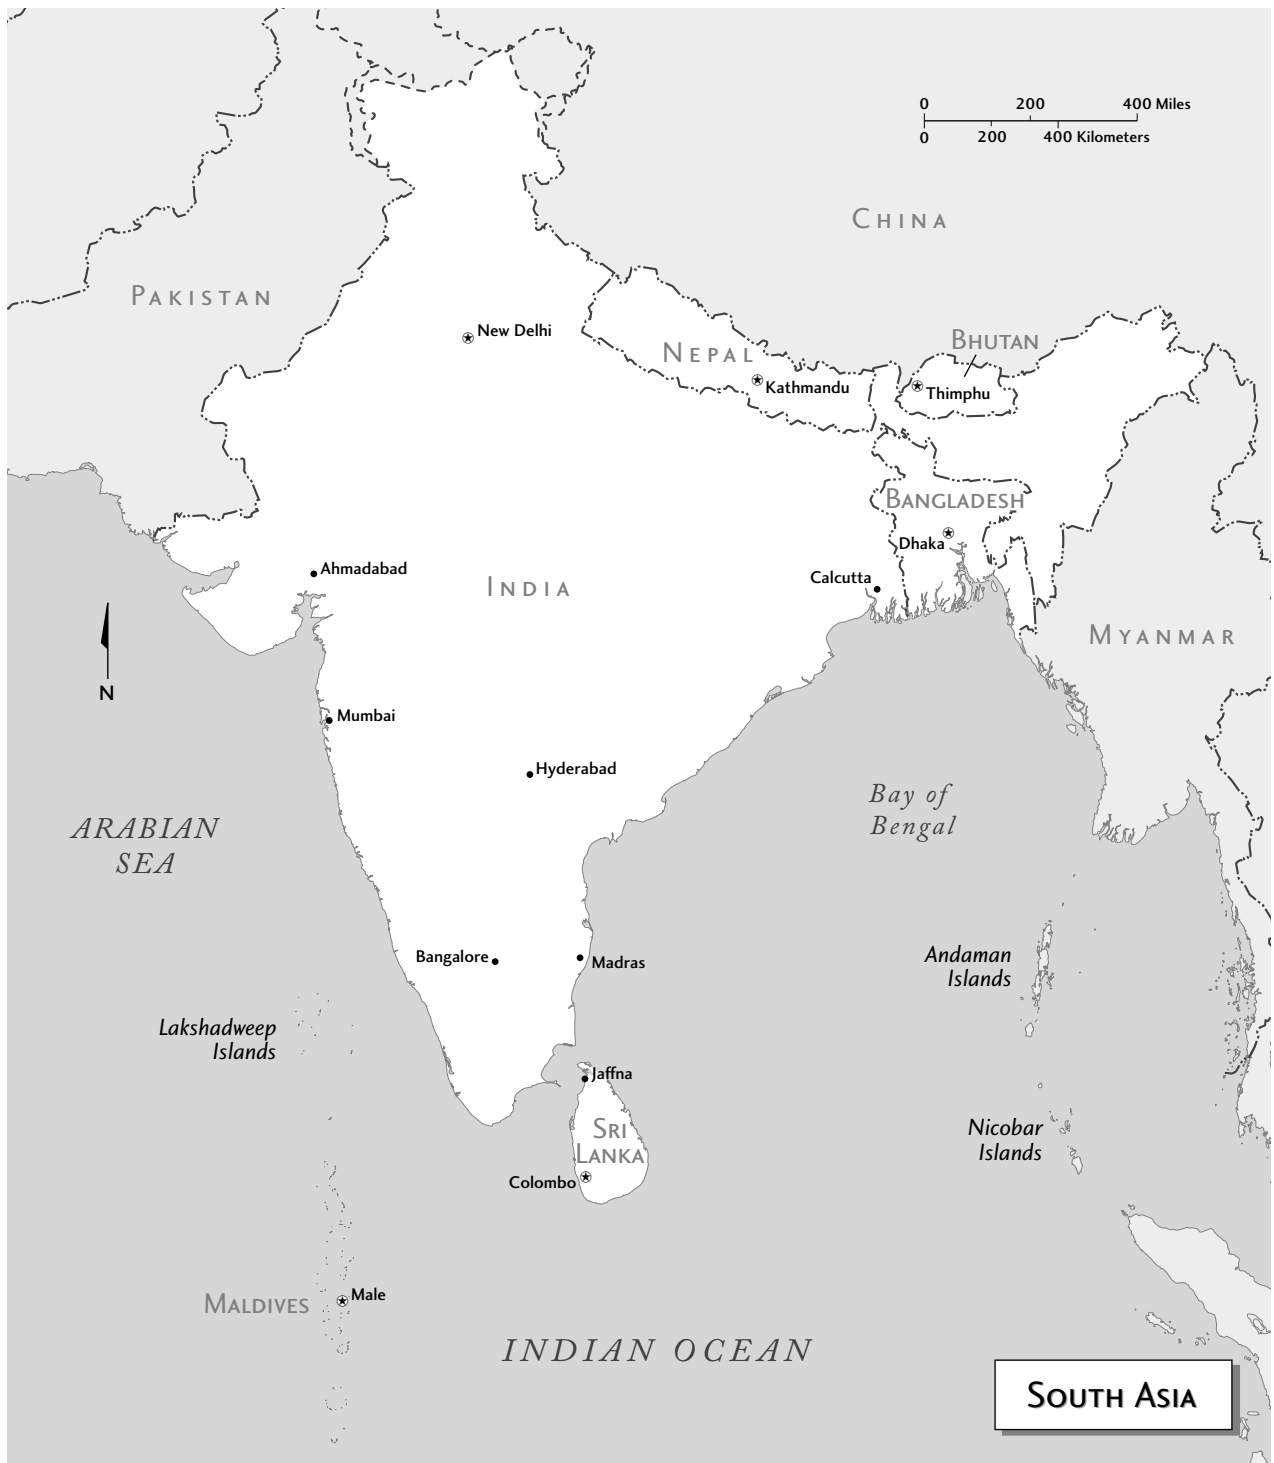 0 200 400 Miles
0 200 400 Kilometers
CHINA
PAKISTAN
New Delhi
NEPAL
BHUTAN
Kathmandu
Thimphu
BANGLADESH
Dhaka
Ahmadabad
INDIA
Calcutta
MYANMAR
N
Mumbai
Hyderabad
Bay of
Bengal
ARABIAN
SEA
Bangalore
Madras
Andaman
Islands
Lakshadweep
Islands
Jaffna
SRI
LANKA
Nicobar
Islands
Colombo
MALDIVES
Male
INDIAN OCEAN
SOUTH ASIA